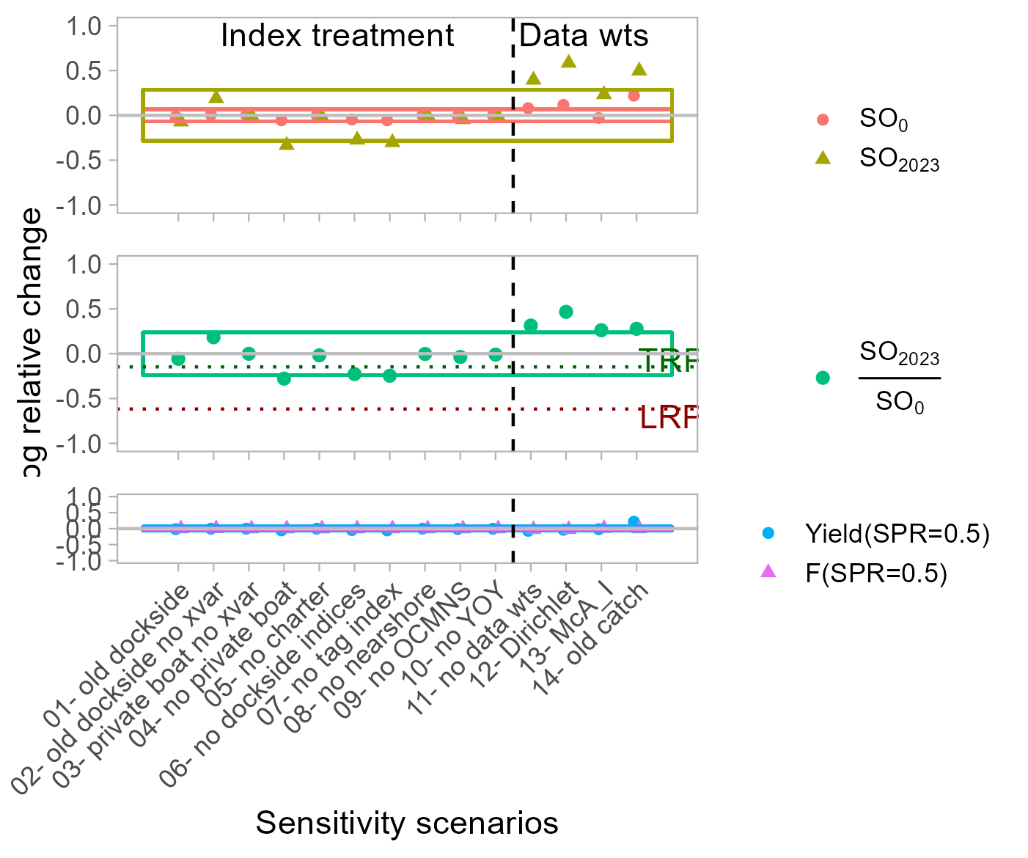 Index treatment
Data wts
1.0
0.5
0.0
-0.5
-1.0
SO0
SO2023
og relative change
1.0
0.5
0.0
-0.5
-1.0
TRP
LRP
SO2023
SO0
1.0
0.5
0.0
-0.5
-1.0
Yield(SPR=0.5)
F(SPR=0.5)
01- old dockside
02- old dockside no xvar
03- private boat no xvar
04- no private boat
05- no charter
06- no dockside indices
07- no tag index
08- no nearshore
09- no OCMNS
10- no YOY
11- no data wts
12- Dirichlet
13- McA_I
14- old catch
Sensitivity scenarios